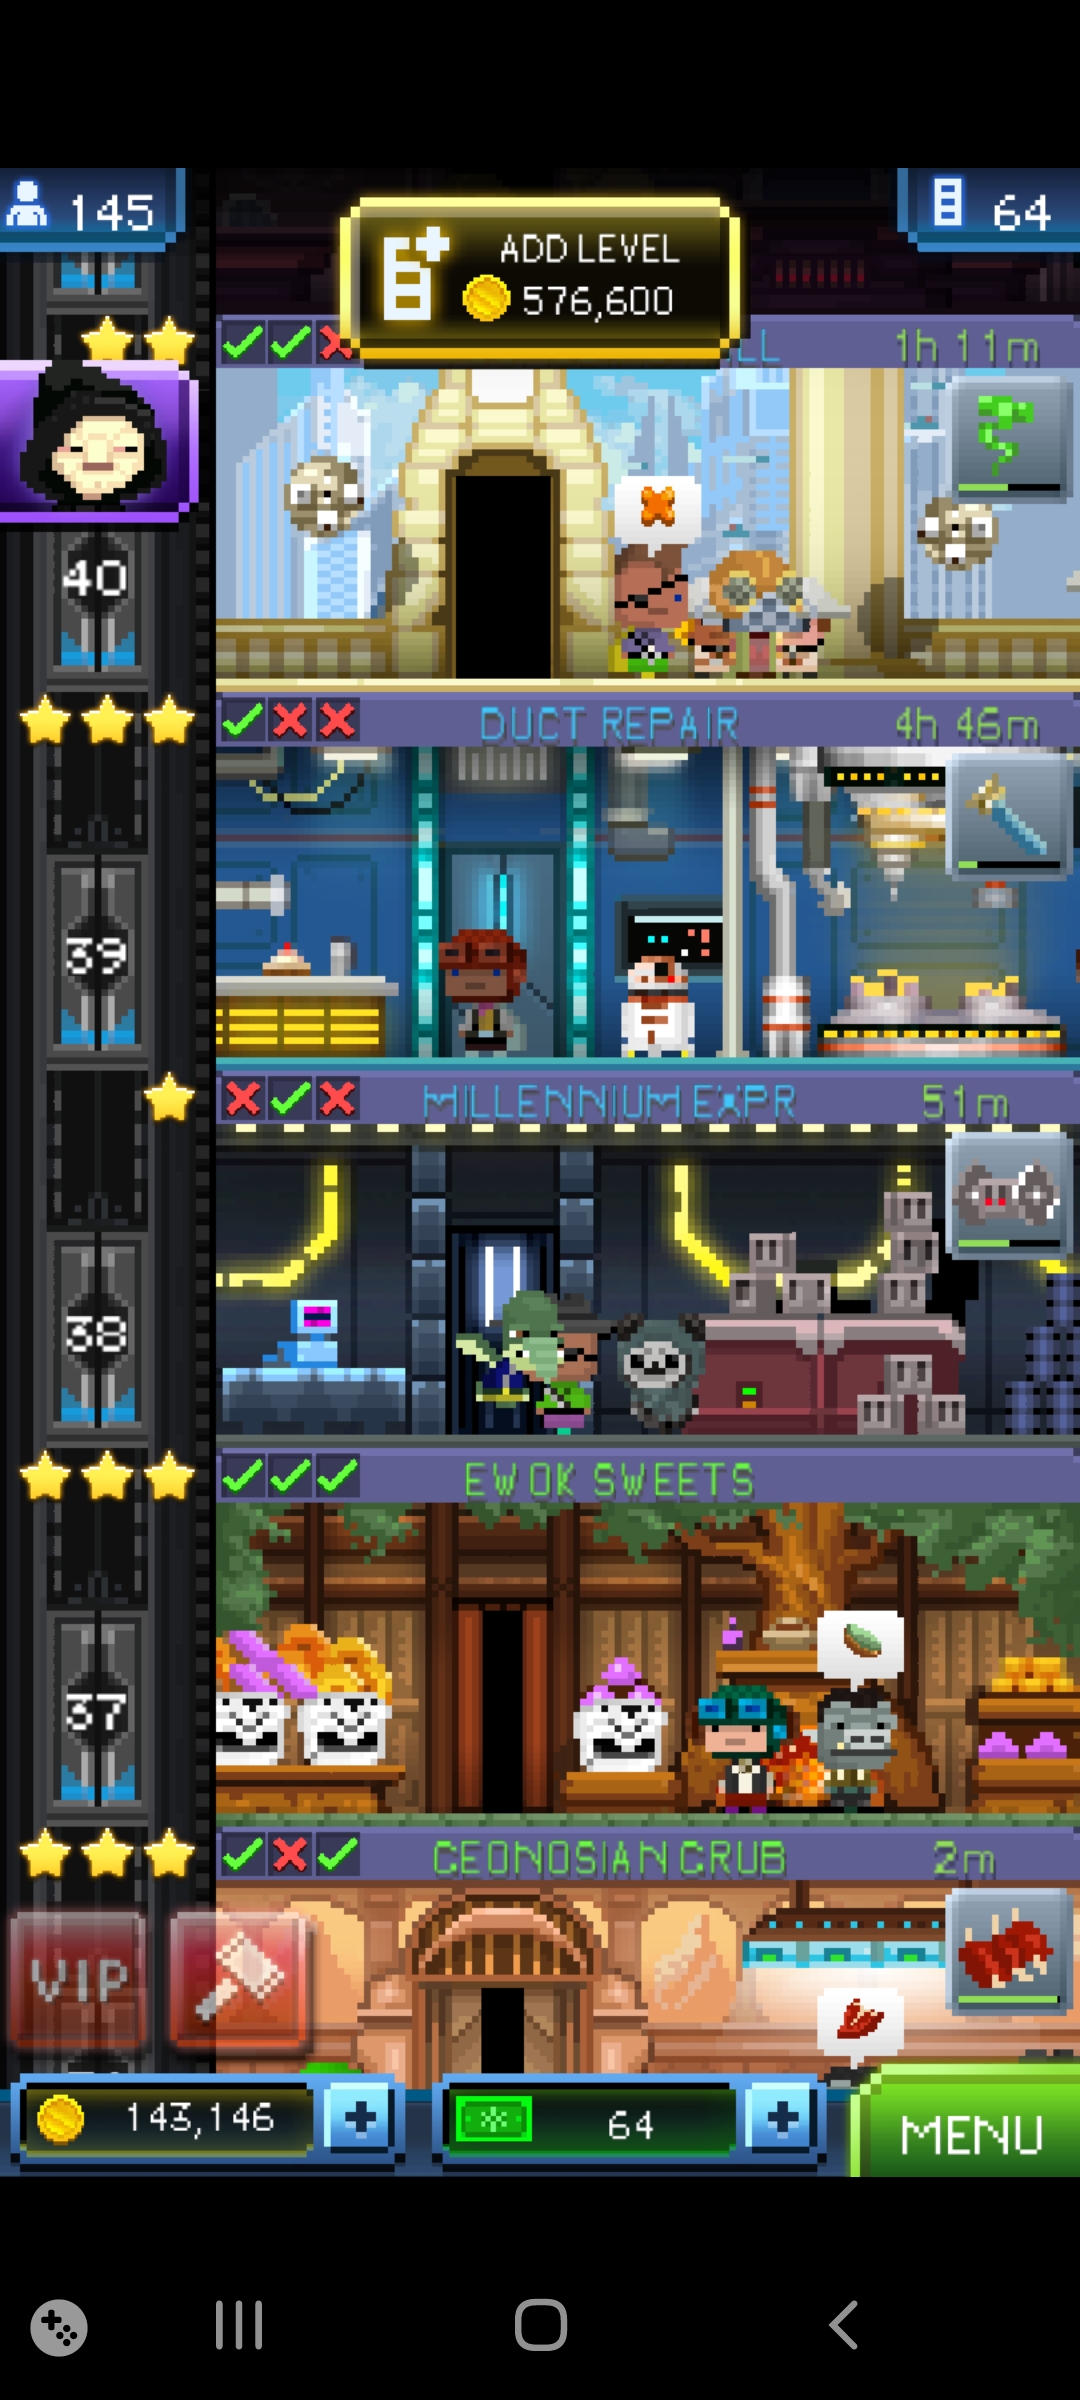 145
64
ADD LEVEL
576,600
LL
1h 11m
40
DUCT REPAIR
4h 46m
39
MILLENNIUM EXPR
51m
38
EWOK SWEETS
37
GEONOSIAN GRUB
2m
VIP
143,146
64
MENU